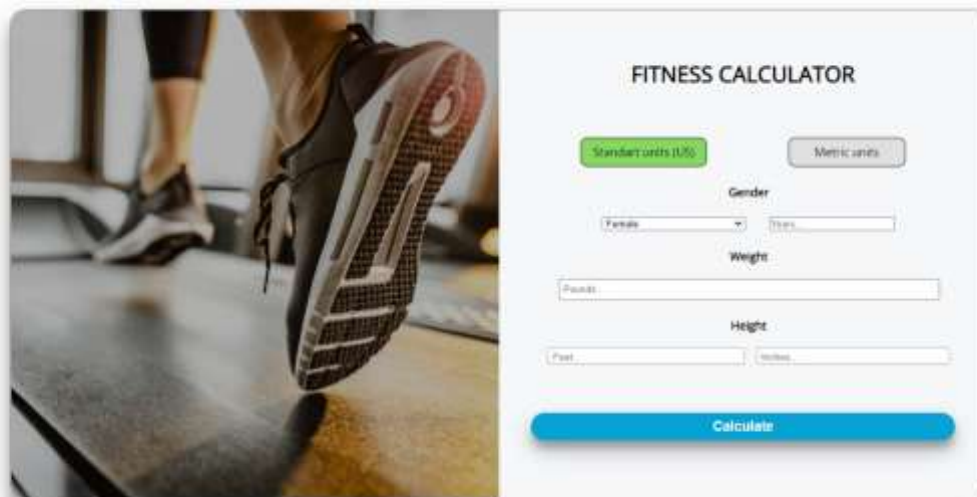 FITNESS CALCULATOR
Standart units (US) Metric units
Gender
Female Years...
Weight
Pounds...
Height
Feet... Inches...
Calculate